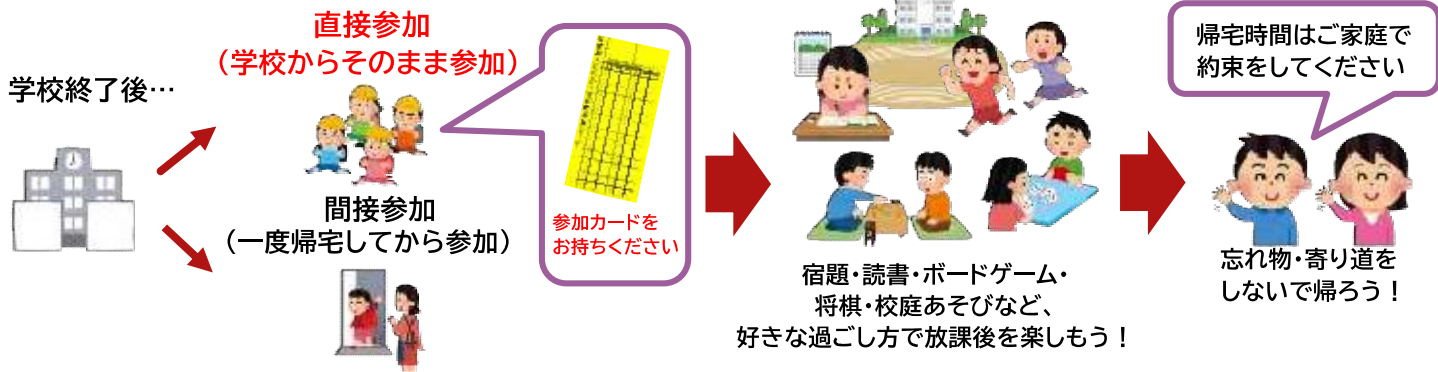 学校終了後…
直接参加
（学校からそのまま参加）
間接参加
（一度帰宅してから参加）
参加カードを
お持ちください
宿題・読書・ボードゲーム・
将棋・校庭あそびなど、
好きな過ごし方で放課後を楽しもう！
帰宅時間はご家庭で
約束をしてください
忘れ物・寄り道を
しないで帰ろう！